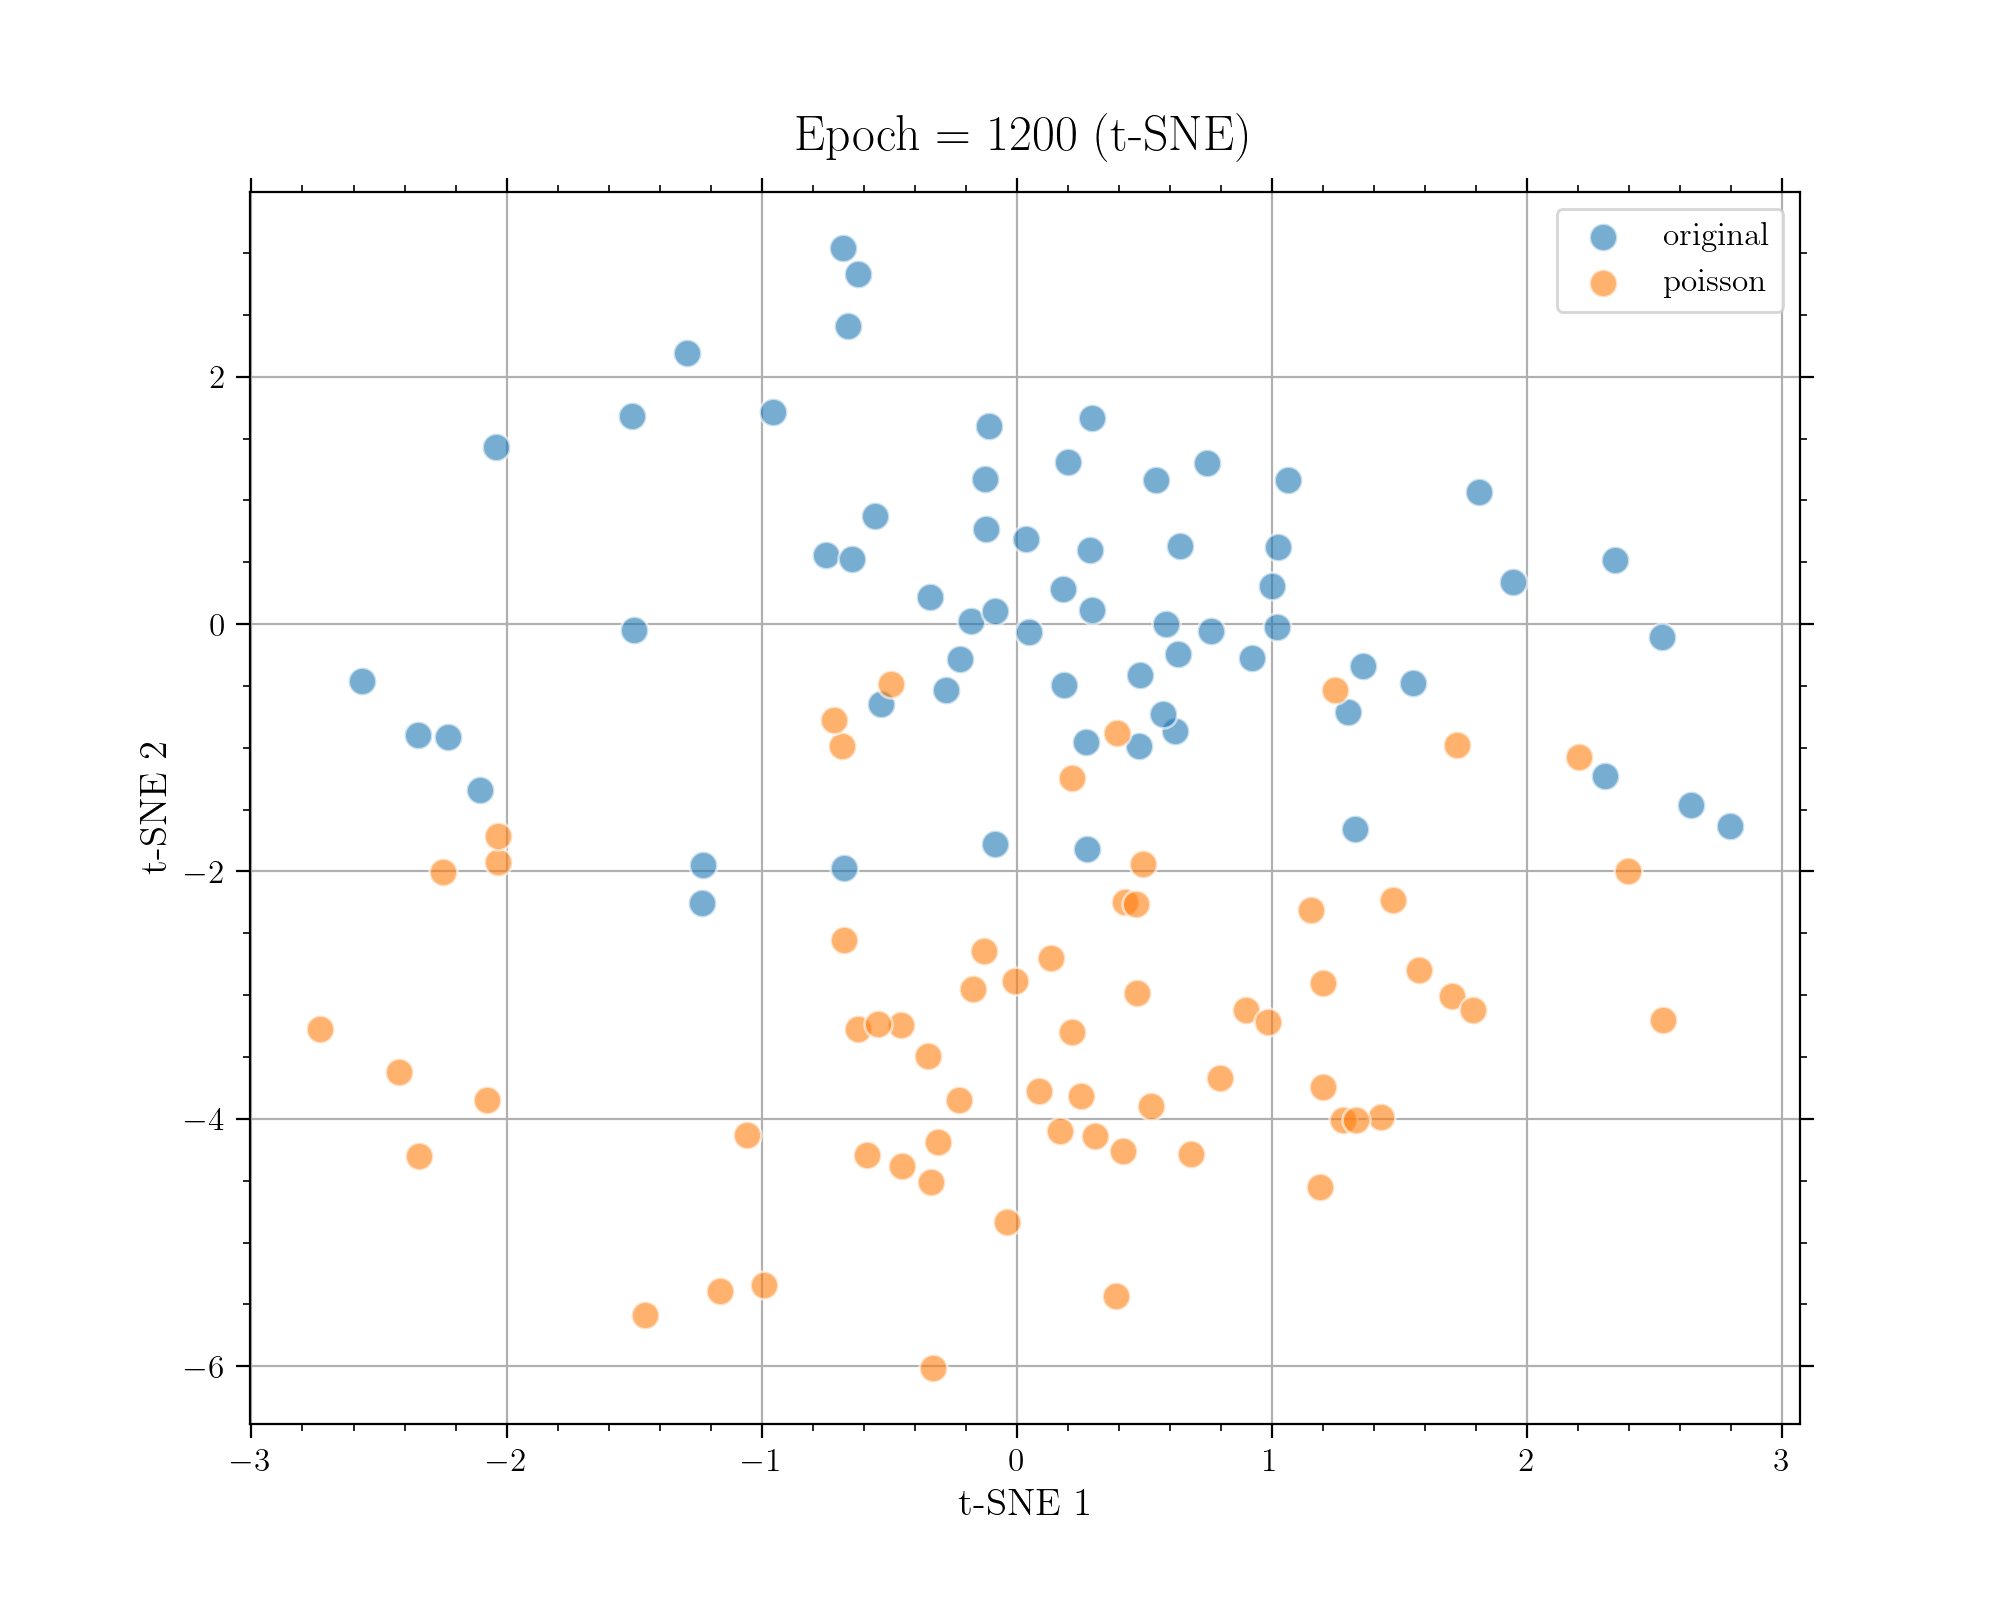 Epoch = 1200 (t-SNE)
original
poisson
2
0
−2
−4
−6
t-SNE 2
−3
−2
−1
0
1
2
3
t-SNE 1